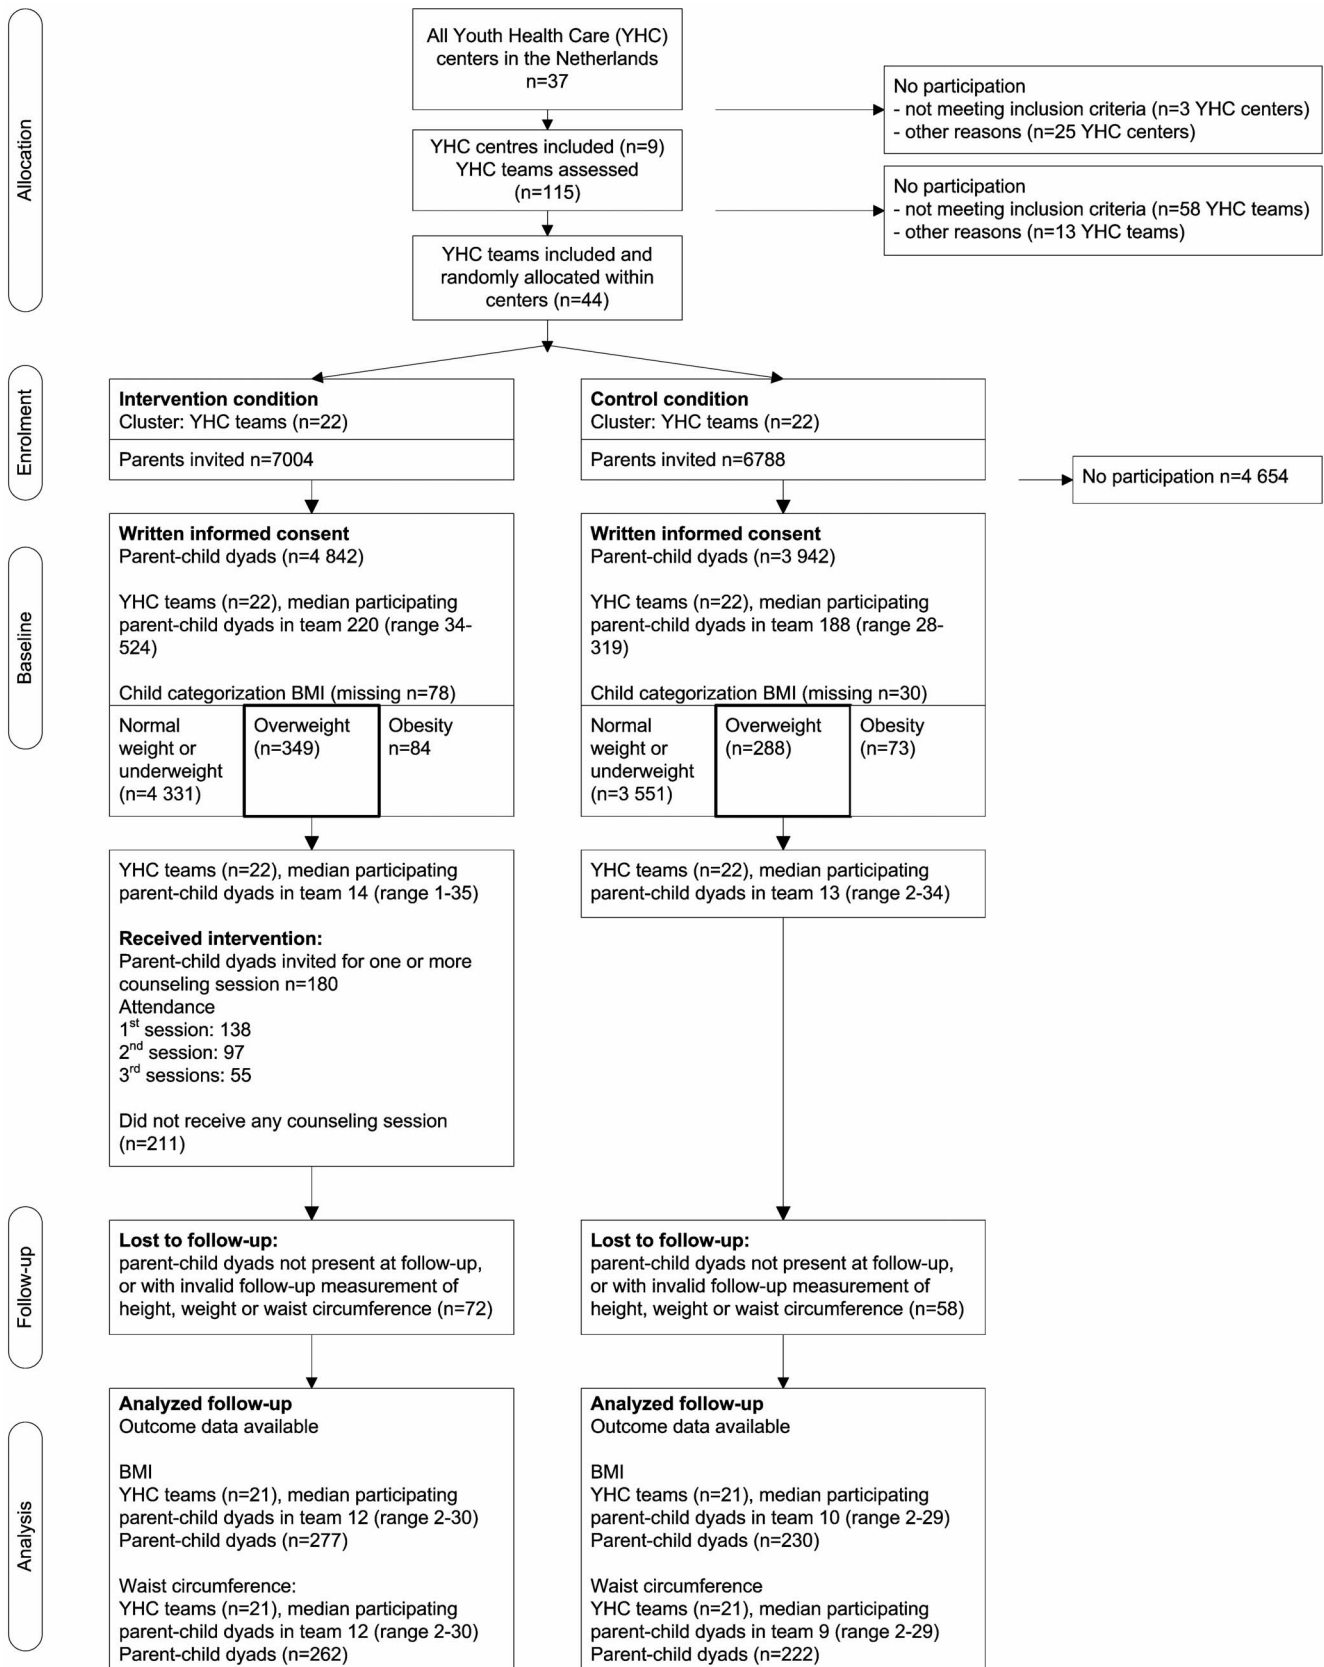 Allocation
All Youth Health Care (YHC)
centers in the Netherlands
n=37
No participation
- not meeting inclusion criteria (n=3 YHC centers)
- other reasons (n=25 YHC centers)
YHC centres included (n=9)
YHC teams assessed
(n=115)
No participation
- not meeting inclusion criteria (n=58 YHC teams)
- other reasons (n=13 YHC teams)
YHC teams included and
randomly allocated within
centers (n=44)
Enrolment
Intervention condition
Cluster: YHC teams (n=22)
Parents invited n=7004
Control condition
Cluster: YHC teams (n=22)
Parents invited n=6788
No participation n=4 654
Baseline
Written informed consent
Parent-child dyads (n=4 842)
YHC teams (n=22), median participating
parent-child dyads in team 220 (range 34-
524)
Child categorization BMI (missing n=78)
Normal
weight or
underweight
(n=4 331)
Overweight
(n=349)
Obesity
n=84
Written informed consent
Parent-child dyads (n=3 942)
YHC teams (n=22), median participating
parent-child dyads in team 188 (range 28-
319)
Child categorization BMI (missing n=30)
Normal
weight or
underweight
(n=3 551)
Overweight
(n=288)
Obesity
(n=73)
YHC teams (n=22), median participating
parent-child dyads in team 14 (range 1-35)
Received intervention:
Parent-child dyads invited for one or more
counseling session n=180
Attendance
1st session: 138
2nd session: 97
3rd sessions: 55
Did not receive any counseling session
(n=211)
YHC teams (n=22), median participating
parent-child dyads in team 13 (range 2-34)
Follow-up
Lost to follow-up:
parent-child dyads not present at follow-up,
or with invalid follow-up measurement of
height, weight or waist circumference (n=72)
Lost to follow-up:
parent-child dyads not present at follow-up,
or with invalid follow-up measurement of
height, weight or waist circumference (n=58)
Analysis
Analyzed follow-up
Outcome data available
BMI
YHC teams (n=21), median participating
parent-child dyads in team 12 (range 2-30)
Parent-child dyads (n=277)
Waist circumference:
YHC teams (n=21), median participating
parent-child dyads in team 12 (range 2-30)
Parent-child dyads (n=262)
Analyzed follow-up
Outcome data available
BMI
YHC teams (n=21), median participating
parent-child dyads in team 10 (range 2-29)
Parent-child dyads (n=230)
Waist circumference
YHC teams (n=21), median participating
parent-child dyads in team 9 (range 2-29)
Parent-child dyads (n=222)